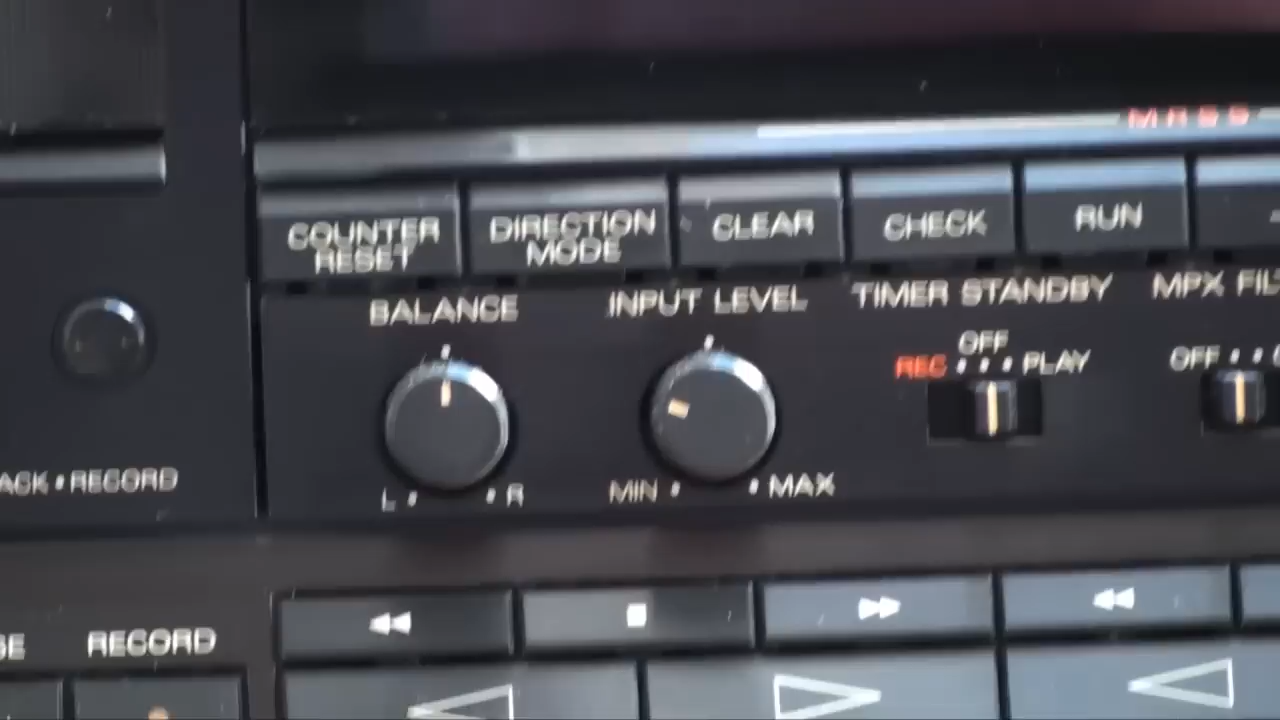 COUNTER
RESET
DIRECTION
MODE
CLEAR
CHECK
RUN
BALANCE
INPUT LEVEL
TIMER STANDBY
MPX
OFF
REC
PLAY
OFF
RECORD
L
R
MIN
MAX
RECORD